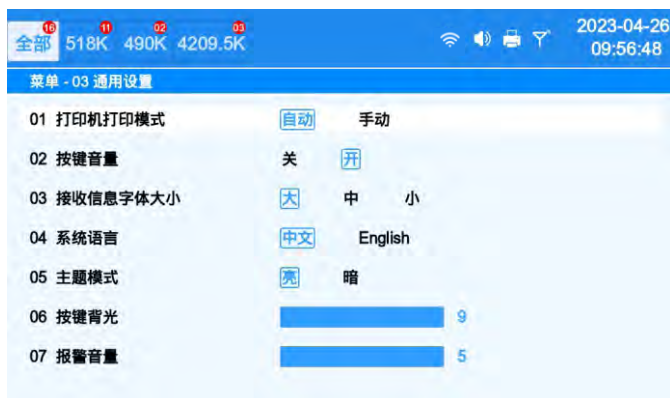 16 11 02 03
全部 518K 490K 4209.5K
2023-04-26
09:56:48
菜单 - 03 通用设置
01 打印机打印模式 自动 手动
02 按键音量 关 开
03 接收信息字体大小 大 中 小
04 系统语言 中文 English
05 主题模式 亮 暗
06 按键背光 9
07 报警音量 5